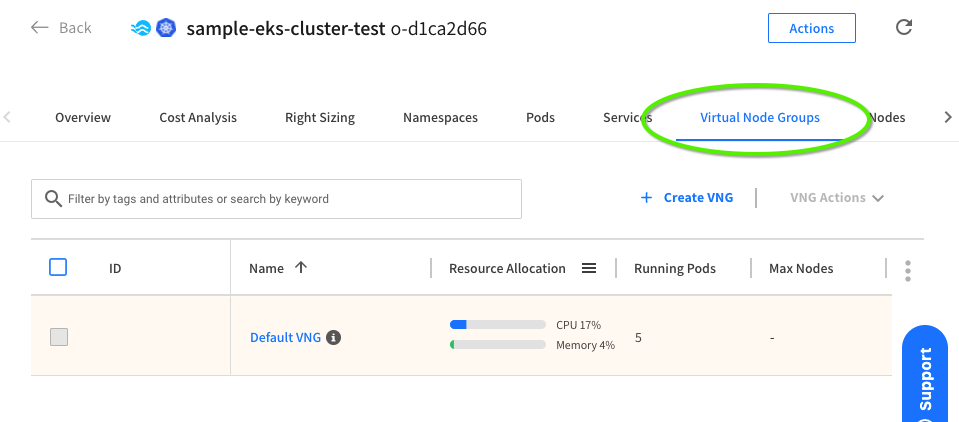 Back sample-eks-cluster-test o-d1ca2d66 Actions
Overview Cost Analysis Right Sizing Namespaces Pods Services Virtual Node Groups Nodes
Filter by tags and attributes or search by keyword + Create VNG VNG Actions
ID Name Resource Allocation Running Pods Max Nodes
Default VNG i CPU 17% Memory 4% 5 -
Support